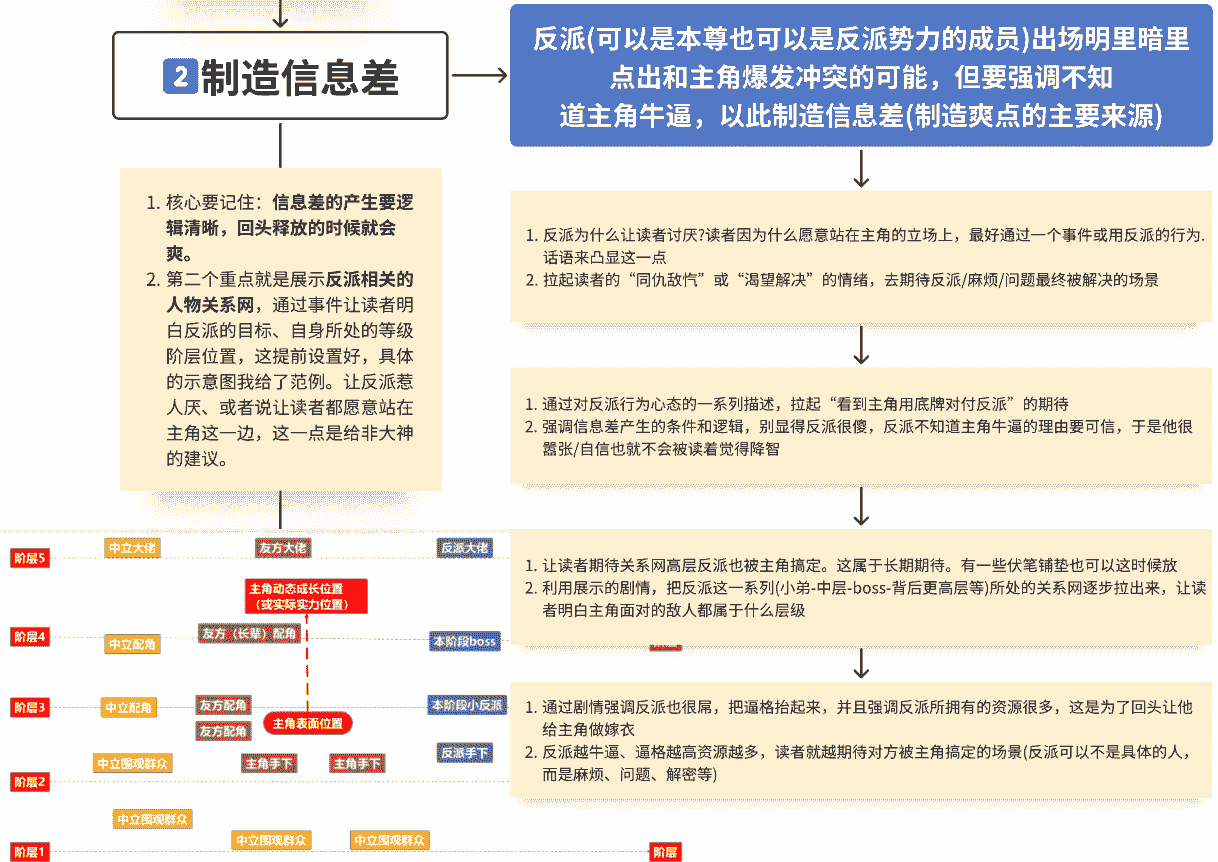 2 制造信息差
反派(可以是本尊也可以是反派势力的成员)出场明里暗里
点出和主角爆发冲突的可能，但要强调不知
道主角牛逼，以此制造信息差(制造爽点的主要来源)
1. 核心要记住：信息差的产生要逻
辑清晰，回头释放的时候就会
爽。
2. 第二个重点就是展示反派相关的
人物关系网，通过事件让读者明
白反派的目标、自身所处的等级
阶层位置，这提前设置好，具体
的示意图我给了范例。让反派惹
人厌、或者说让读者都愿意站在
主角这一边，这一点是给非大神
的建议。
1. 反派为什么让读者讨厌?读者因为什么愿意站在主角的立场上，最好通过一个事件或用反派的行为.
话语来凸显这一点
2. 拉起读者的“同仇敌忾”或“渴望解决”的情绪，去期待反派/麻烦/问题最终被解决的场景
1. 通过对反派行为心态的一系列描述，拉起“看到主角用底牌对付反派”的期待
2. 强调信息差产生的条件和逻辑，别显得反派很傻，反派不知道主角牛逼的理由要可信，于是他很
嚣张/自信也就不会被读着觉得降智
1. 让读者期待关系网高层反派也被主角搞定。这属于长期期待。有一些伏笔铺垫也可以这时候放
2. 利用展示的剧情，把反派这一系列(小弟-中层-boss-背后更高层等)所处的关系网逐步拉出来，让读
者明白主角面对的敌人都属于什么层级
1. 通过剧情强调反派也很屌，把逼格抬起来，并且强调反派所拥有的资源很多，这是为了回头让他
给主角做嫁衣
2. 反派越牛逼、逼格越高资源越多，读者就越期待对方被主角搞定的场景(反派可以不是具体的人，
而是麻烦、问题、解密等)
阶层5
中立大佬
友方大佬
反派大佬
主角动态成长位置
（或实际实力位置）
阶层4
中立配角
友方（长辈）配角
本阶段boss
阶层3
中立配角
友方配角
友方配角
主角表面位置
本阶段小反派
中立围观群众
主角手下
主角手下
反派手下
阶层2
中立围观群众
中立围观群众
中立围观群众
阶层1
阶层